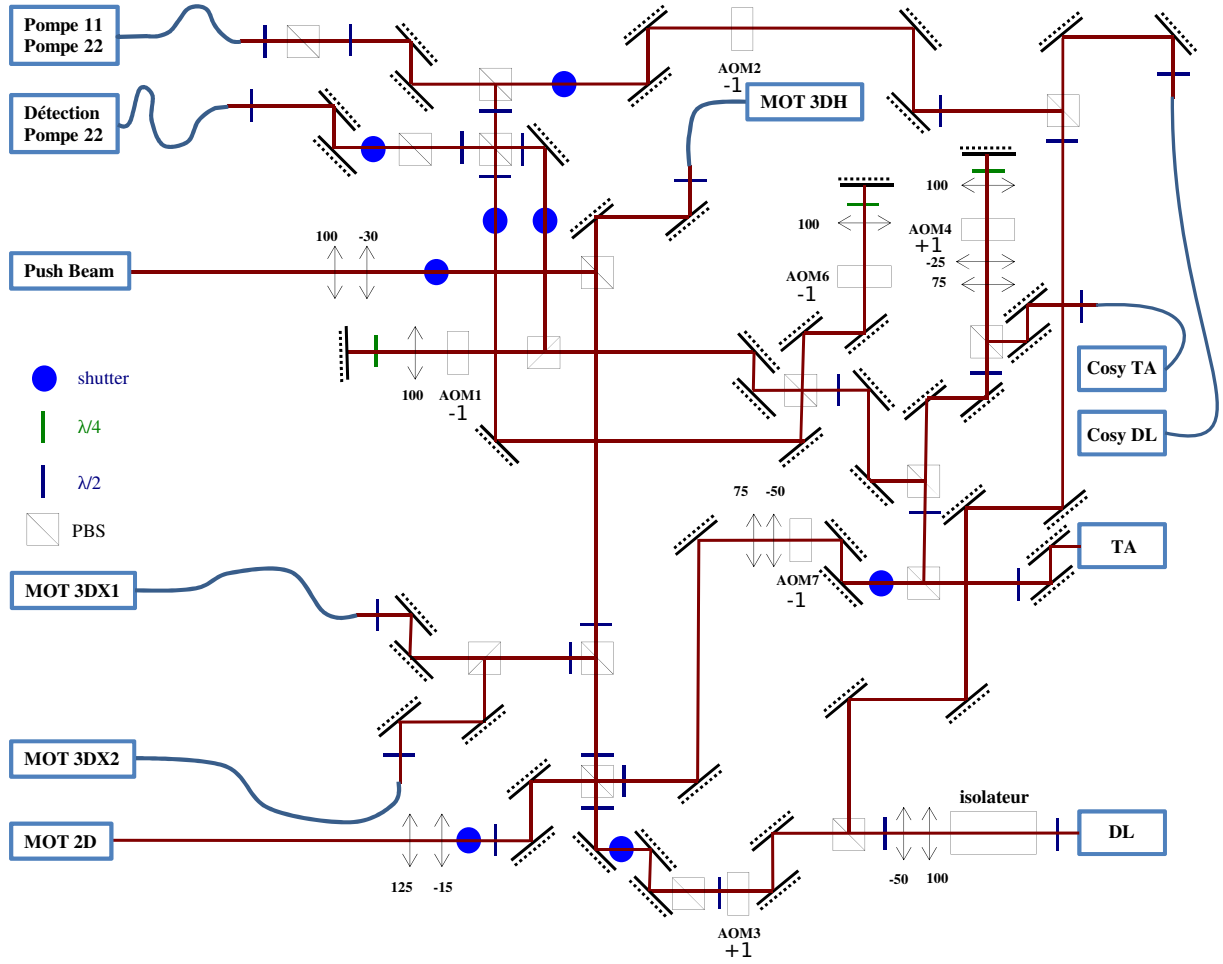 Pompe 11
Pompe 22
AOM2
-1
MOT 3DH
Détection
Pompe 22
100
100
AOM4
+1
-25
75
100
-30
Push Beam
AOM6
-1
shutter
100
AOM1
-1
Cosy TA
λ/4
Cosy DL
λ/2
75
-50
PBS
TA
MOT 3DX1
AOM7
-1
MOT 3DX2
isolateur
MOT 2D
DL
125
-15
-50
100
AOM3
+1